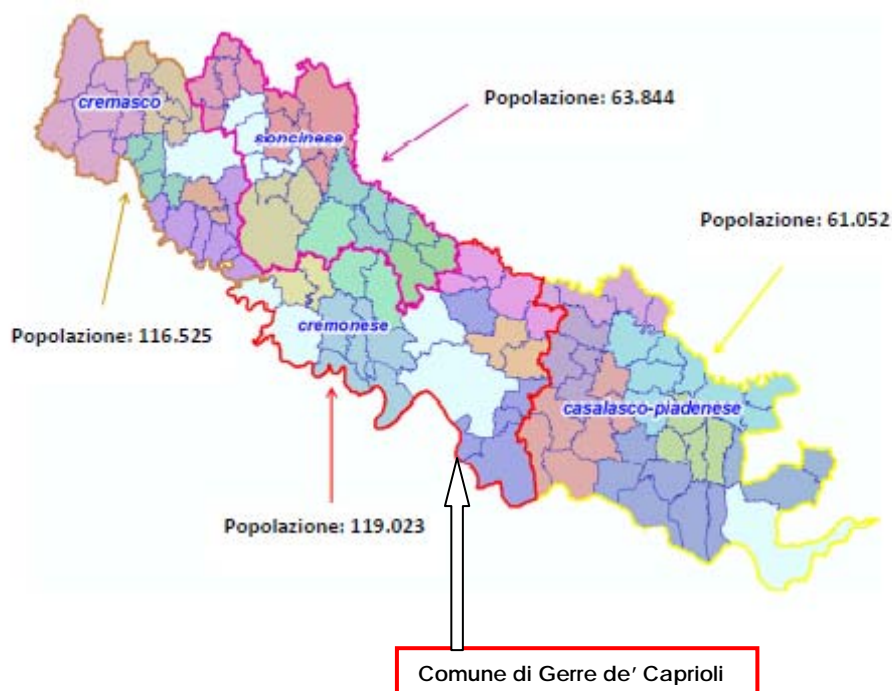 Popolazione: 63.844
cremasco
soncinese
Popolazione: 61.052
Popolazione: 116.525
cremonese
casalasco-piadenese
Popolazione: 119.023
Comune di Gerre de’ Caprioli